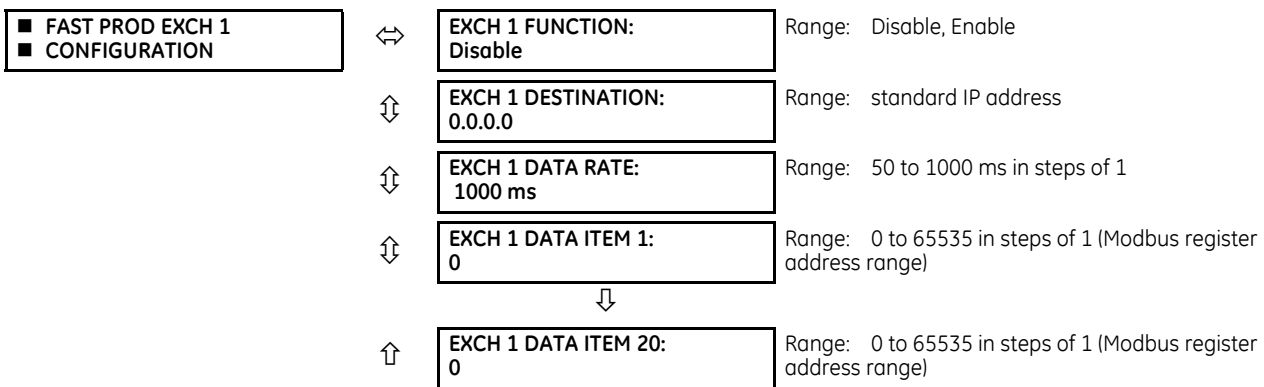 ■ FAST PROD EXCH 1
■ CONFIGURATION
EXCH 1 FUNCTION:
Disable
Range: Disable, Enable
EXCH 1 DESTINATION:
0.0.0.0
Range: standard IP address
EXCH 1 DATA RATE:
1000 ms
Range: 50 to 1000 ms in steps of 1
EXCH 1 DATA ITEM 1:
0
Range: 0 to 65535 in steps of 1 (Modbus register
address range)
EXCH 1 DATA ITEM 20:
0
Range: 0 to 65535 in steps of 1 (Modbus register
address range)